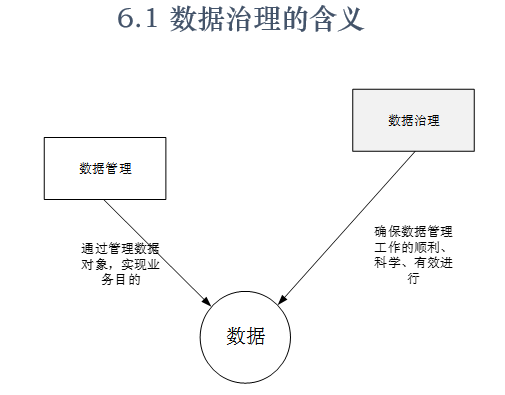 6.1 数据治理的含义
数据治理
数据管理
通过管理数据
对象，实现业
务目的
确保数据管理
工作的顺利、
科学、有效进
行
数据